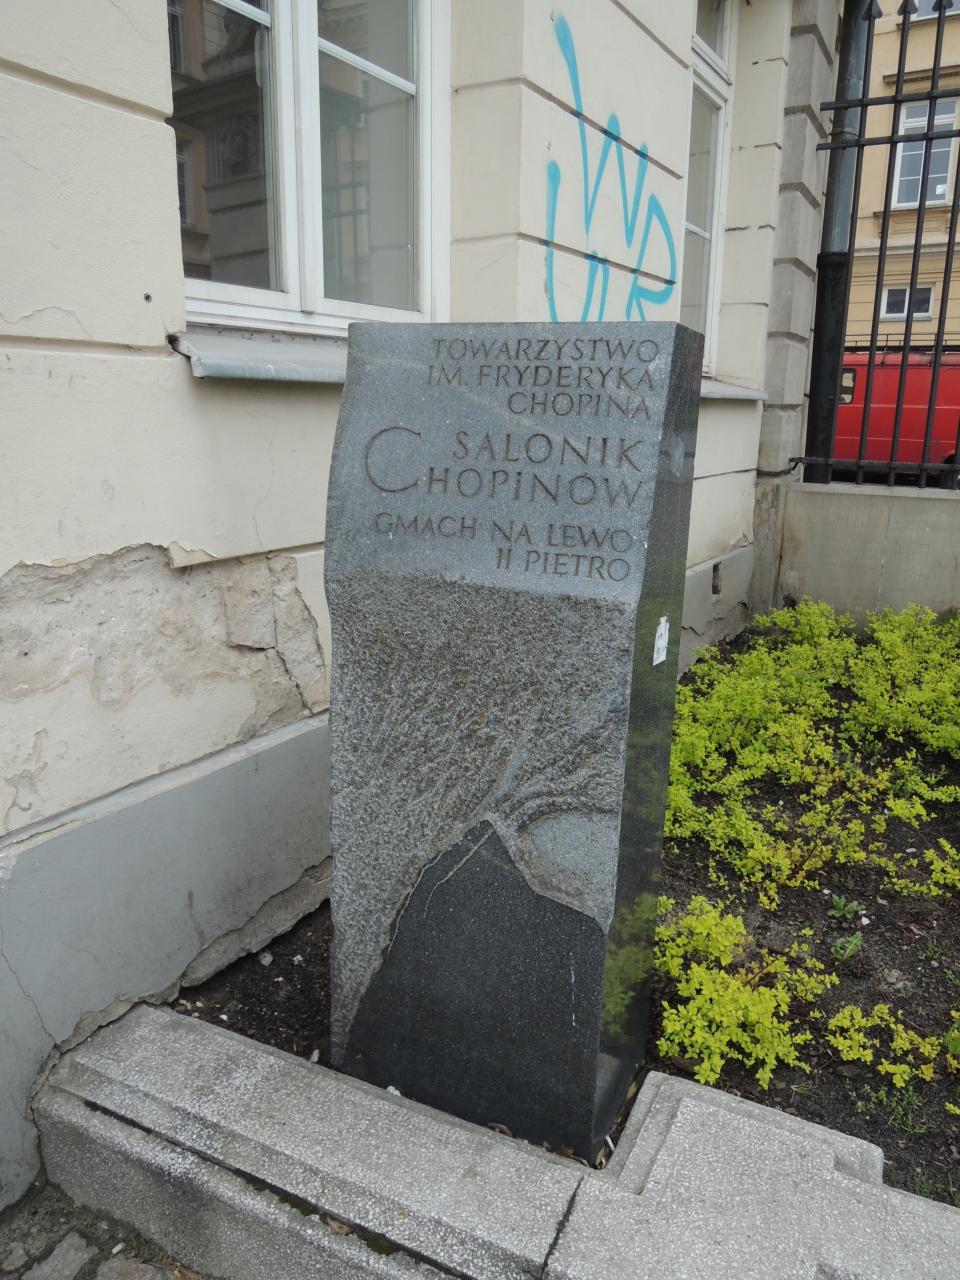 TOWARZYSTWO
IM. FRYDERYKA
CHOPINA
SALONIK
CHOPINÓW
GMACH NA LEWO
II PIĘTRO